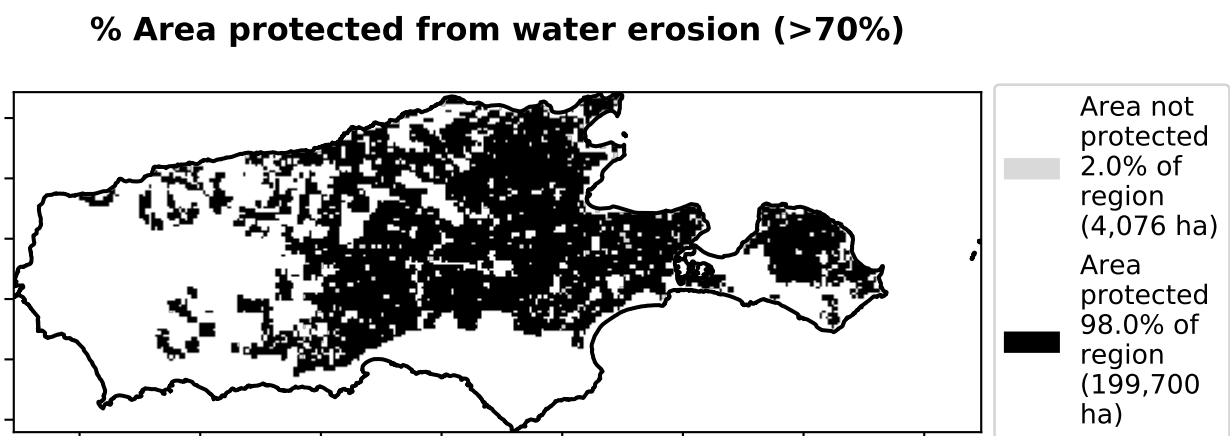 % Area protected from water erosion (>70%)
Area not
protected
2.0% of
region
(4,076 ha)
Area
protected
98.0% of
region
(199,700
ha)